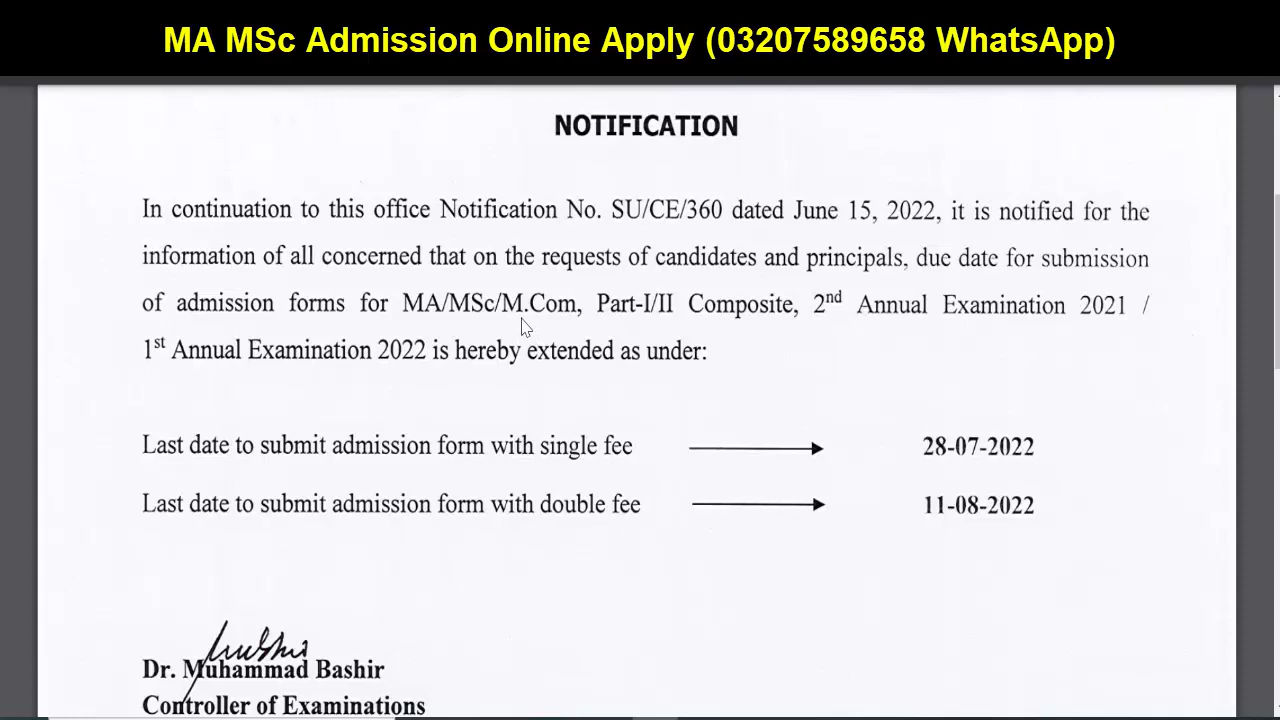 MA MSc Admission Online Apply (03207589658 WhatsApp)
NOTIFICATION
In continuation to this office Notification No. SU/CE/360 dated June 15, 2022, it is notified for the
information of all concerned that on the requests of candidates and principals, due date for submission
of admission forms for MA/MSc/M.Com, Part-I/II Composite, 2nd Annual Examination 2021 /
1st Annual Examination 2022 is hereby extended as under:
Last date to submit admission form with single fee 28-07-2022
Last date to submit admission form with double fee 11-08-2022
Dr. Muhammad Bashir
Controller of Examinations